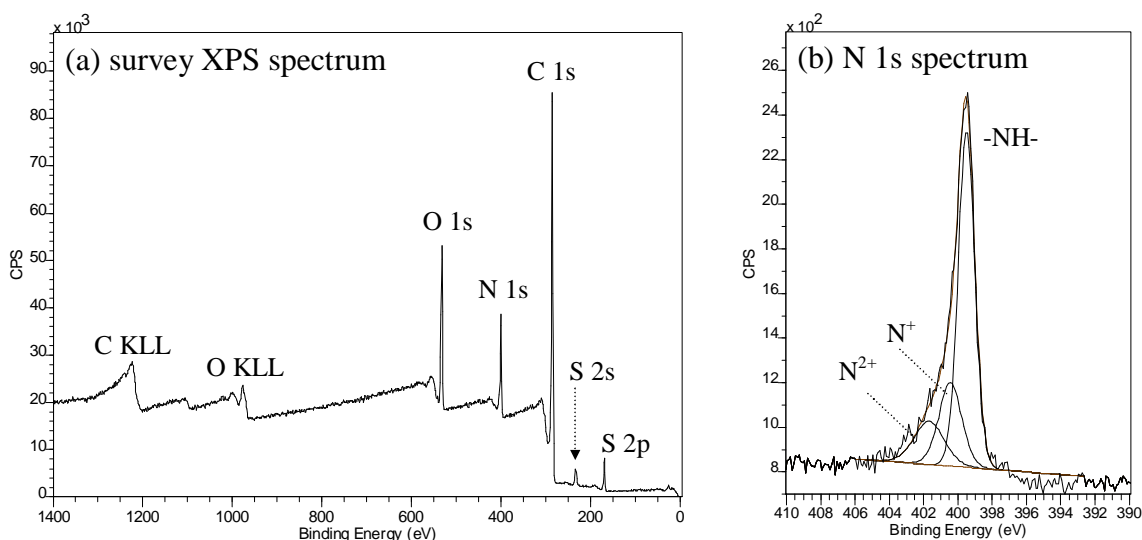 x 10³
(a) survey XPS spectrum
C 1s
O 1s
N 1s
C KLL
O KLL
S 2s
S 2p
CPS
90
80
70
60
50
40
30
20
10
0
1400 1200 1000 800 600 400 200 0
Binding Energy (eV)
x 10²
(b) N 1s spectrum
-NH-
N⁺
N²⁺
CPS
26
24
22
20
18
16
14
12
10
8
410 408 406 404 402 400 398 396 394 392 390
Binding Energy (eV)